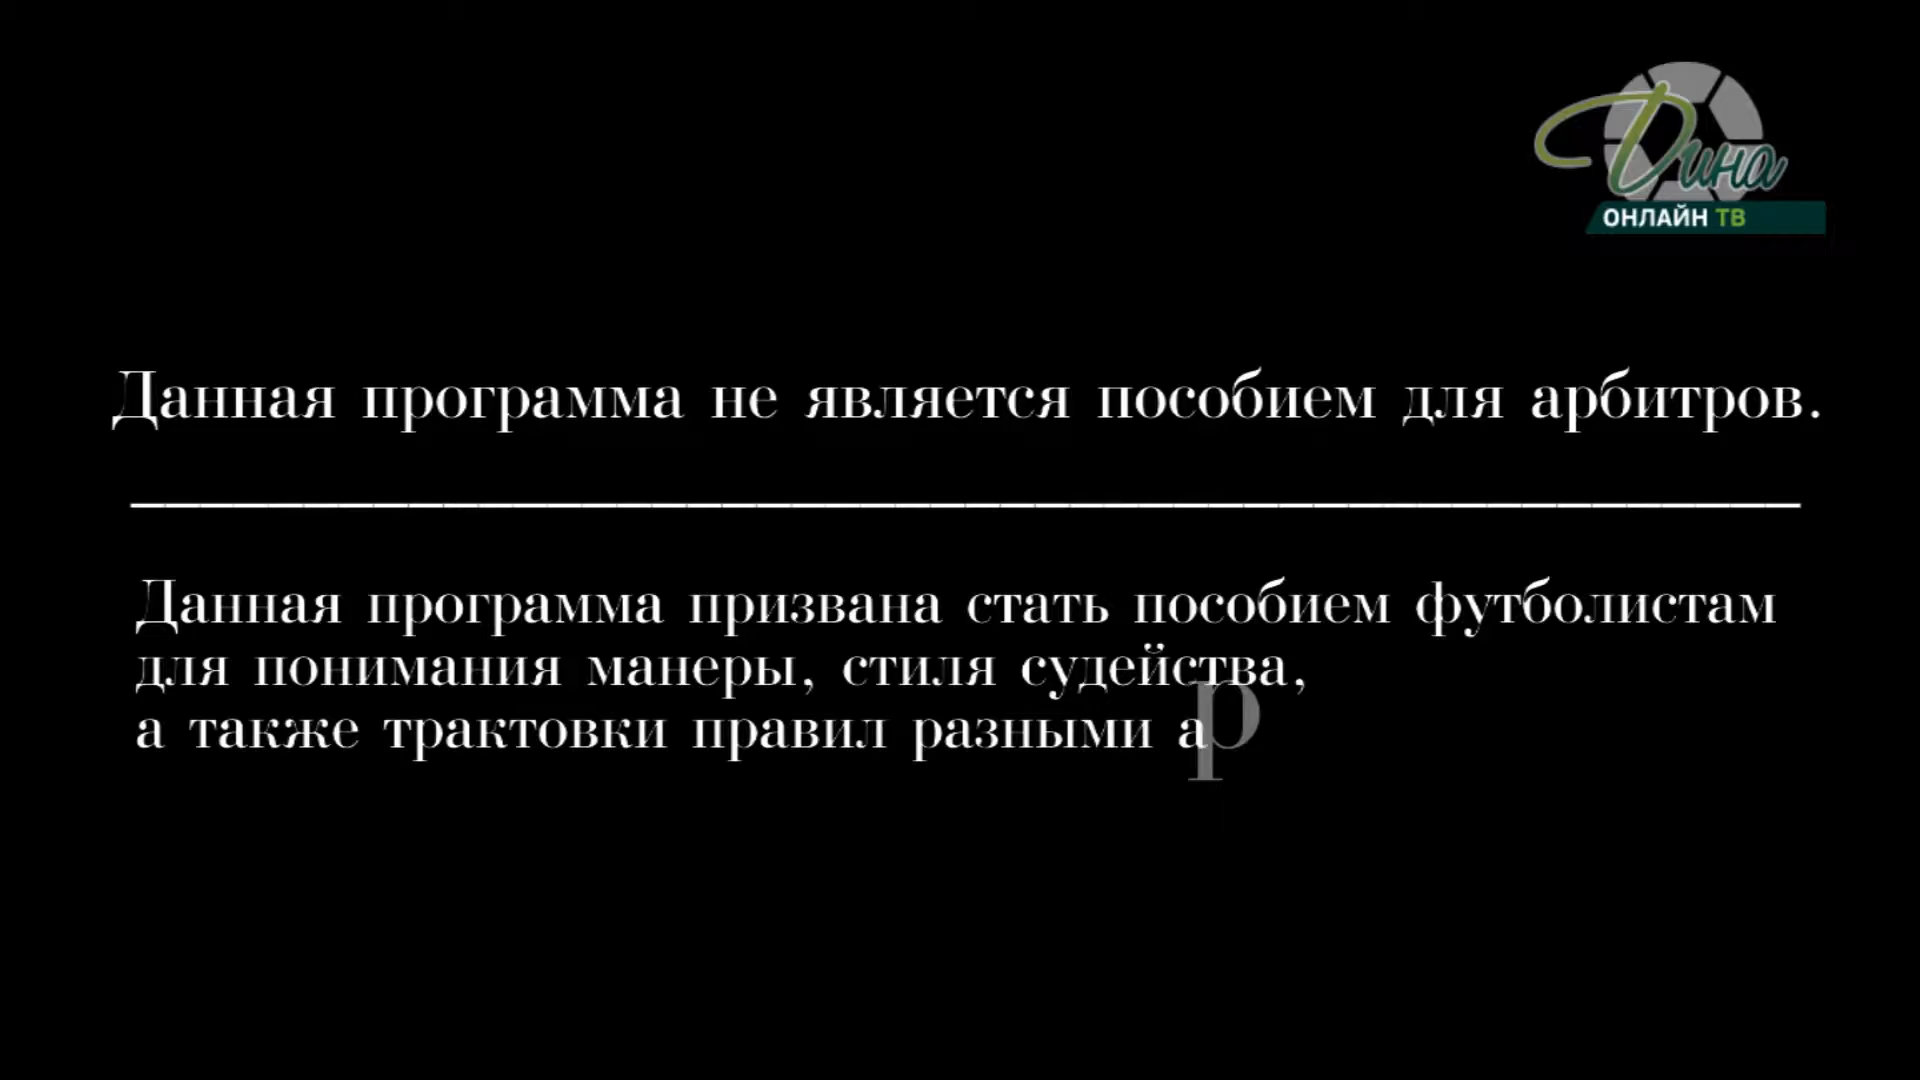 Дина
ОНЛАЙН ТВ
Данная программа не является пособием для арбитров.
Данная программа призвана стать пособием футболистам
для понимания манеры, стиля судейства,
а также трактовки правил разными ар